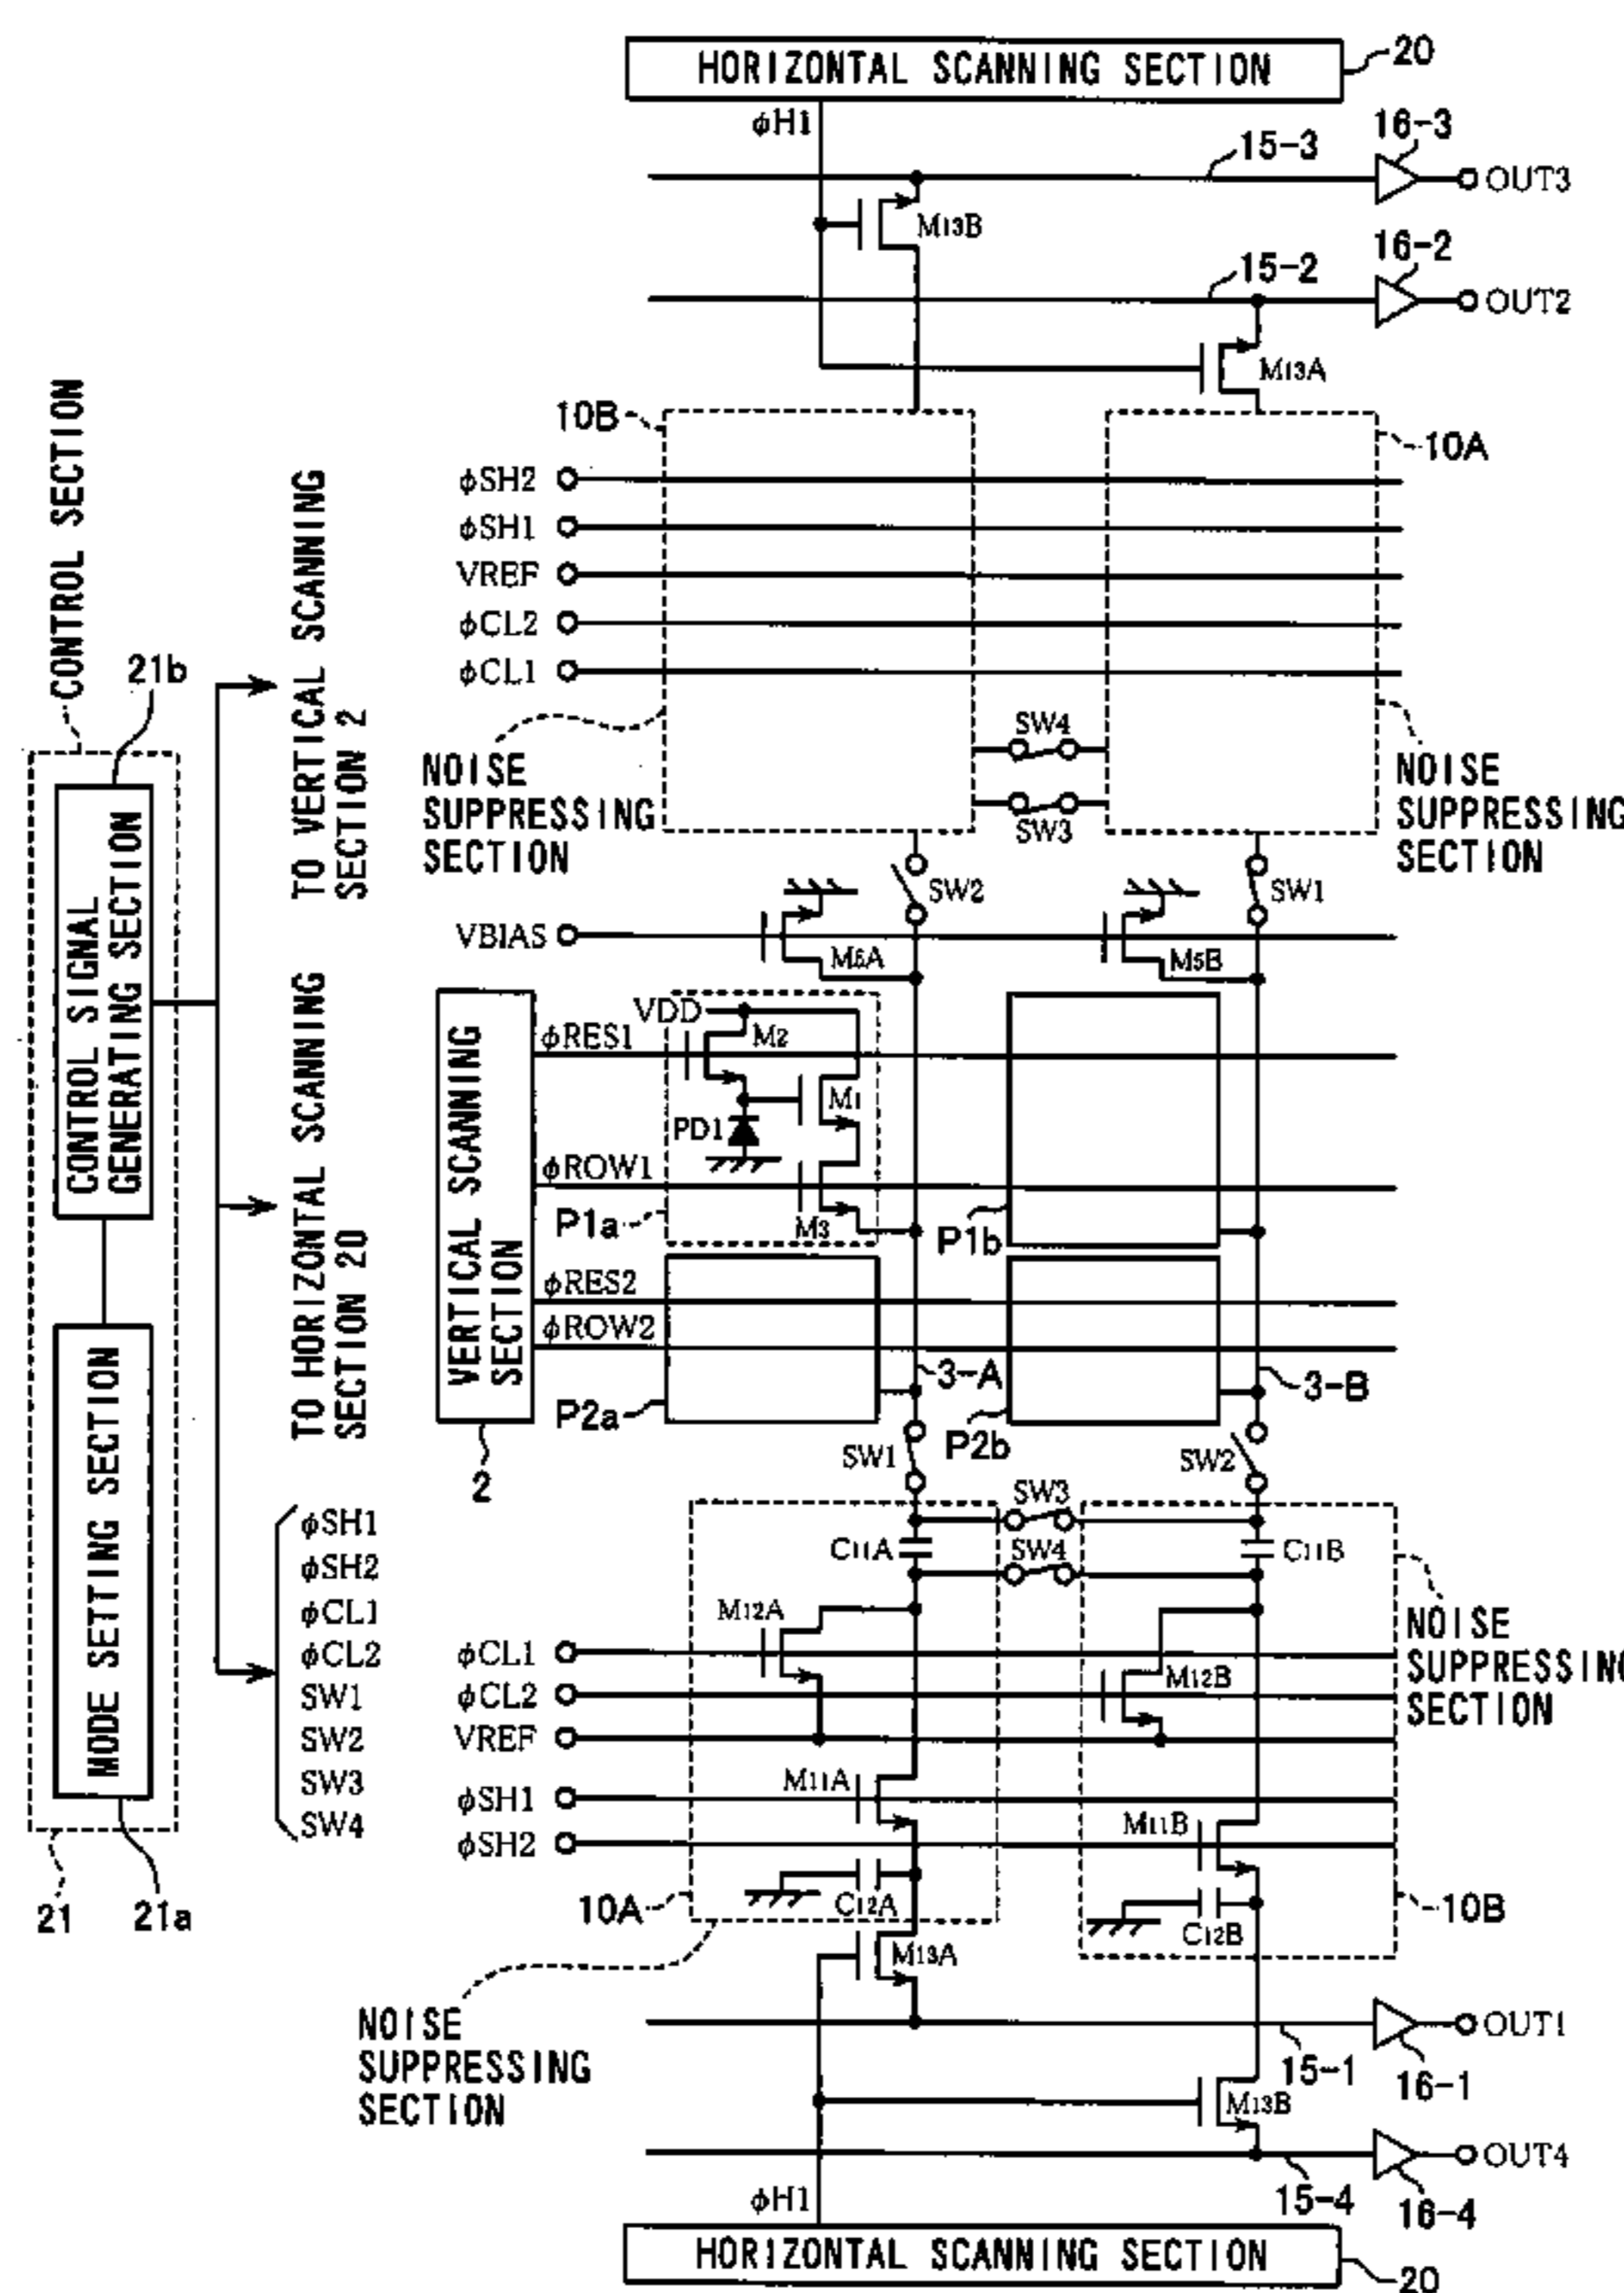 HORIZONTAL SCANNING SECTION
20
φH1
16-3
15-3
OUT3
M13B
16-2
15-2
OUT2
M13A
10B
10A
φSH2
φSH1
VREF
φCL2
φCL1
SW4
SW3
NOISE
SUPPRESSING
SECTION
NOISE
SUPPRESSING
SECTION
SW2
SW1
VBIAS
M5B
CONTROL SECTION
21b
CONTROL SIGNAL
GENERATING SECTION
MODE SETTING SECTION
21
21a
TO VERTICAL SCANNING
SECTION 2
TO HORIZONTAL SCANNING
SECTION 20
φSH1
φSH2
φCL1
φCL2
SW1
SW2
SW3
SW4
VERTICAL SCANNING
SECTION
2
VDD
M2
φRES1
M1
PD1
φROW1
M3
P1a
P1b
φRES2
φROW2
3-A
3-B
P2a
P2b
SW1
SW2
SW3
C11A
SW4
C11B
M12A
φCL1
M12B
φCL2
VREF
NOISE
SUPPRESSING
SECTION
M11A
φSH1
M11B
φSH2
10A
C12A
10B
C12B
M13A
NOISE
SUPPRESSING
SECTION
OUT1
15-1
16-1
M13B
OUT4
15-4
16-4
φH1
HORIZONTAL SCANNING SECTION
20